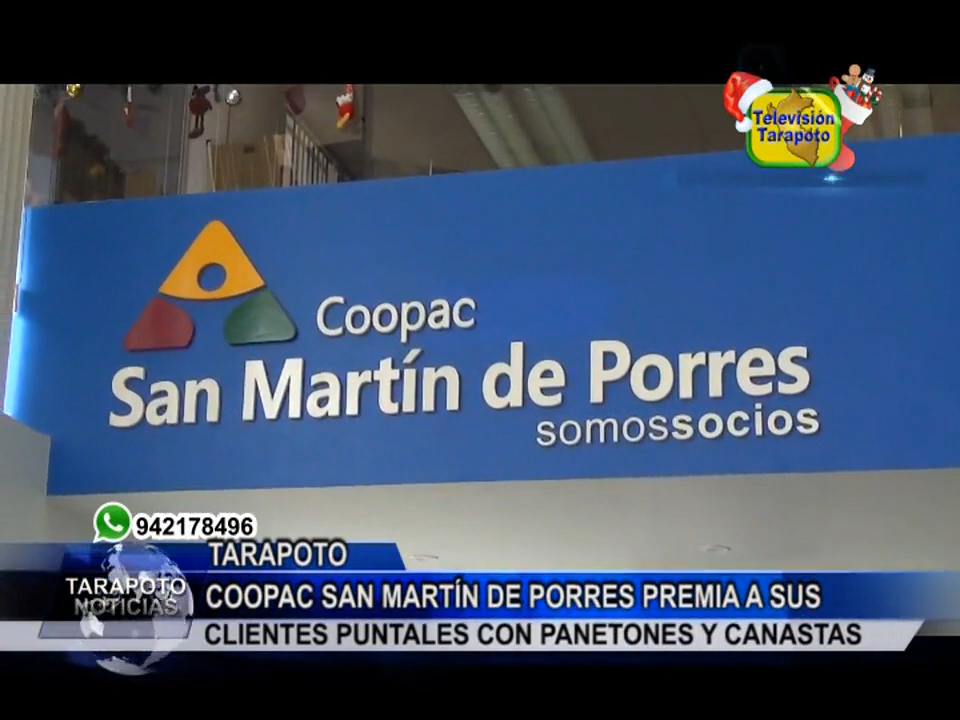 Televisión
Tarapoto
Coopac
San Martín de Porres
somossocios
942178496
TARAPOTO
TARAPOTO
NOTICIAS
COOPAC SAN MARTÍN DE PORRES PREMIA A SUS
CLIENTES PUNTALES CON PANETONES Y CANASTAS